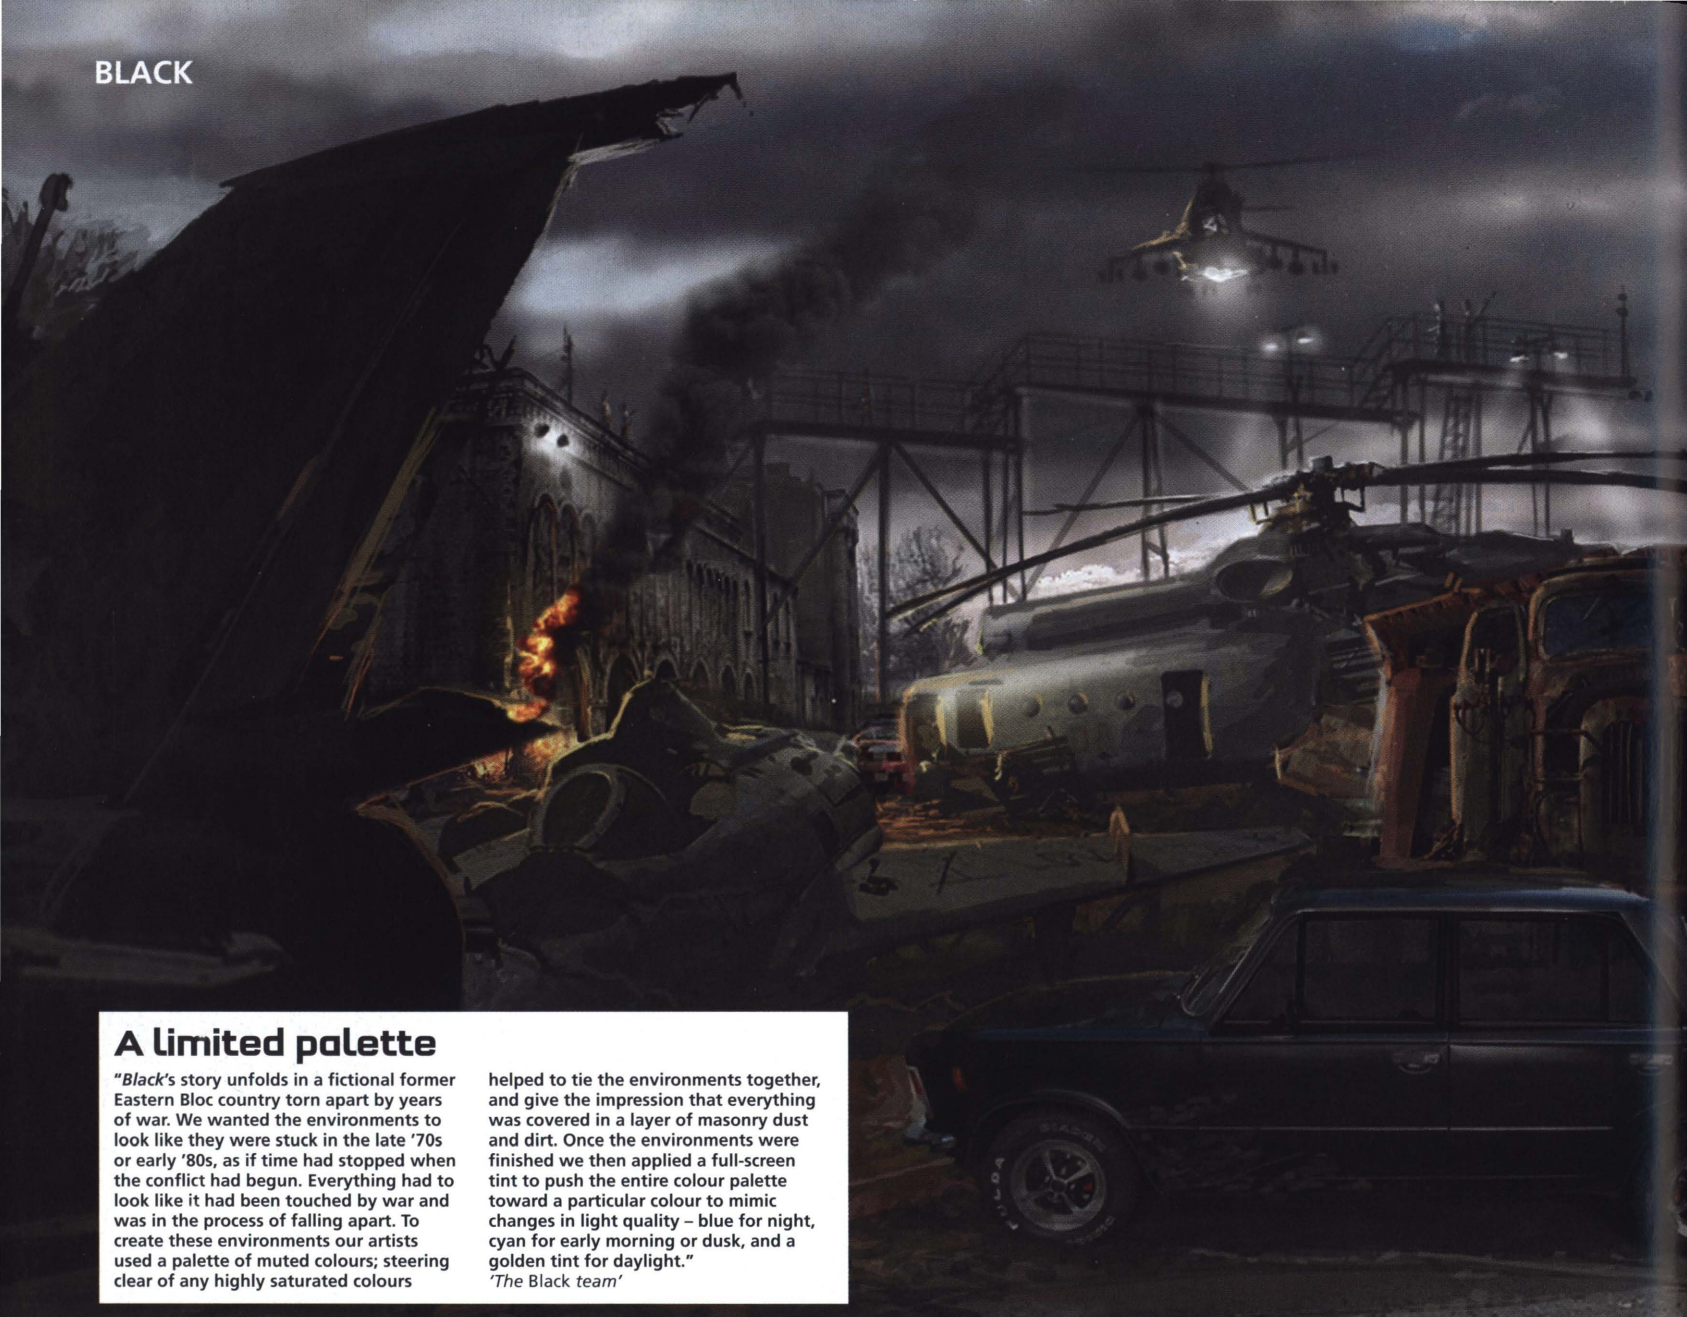 BLACK
A limited palette
"Black's story unfolds in a fictional former
Eastern Bloc country torn apart by years
of war. We wanted the environments to
look like they were stuck in the late '70s
or early '80s, as if time had stopped when
the conflict had begun. Everything had to
look like it had been touched by war and
was in the process of falling apart. To
create these environments our artists
used a palette of muted colours; steering
clear of any highly saturated colours
helped to tie the environments together,
and give the impression that everything
was covered in a layer of masonry dust
and dirt. Once the environments were
finished we then applied a full-screen
tint to push the entire colour palette
toward a particular colour to mimic
changes in light quality – blue for night,
cyan for early morning or dusk, and a
golden tint for daylight."
'The Black team'
FULDA